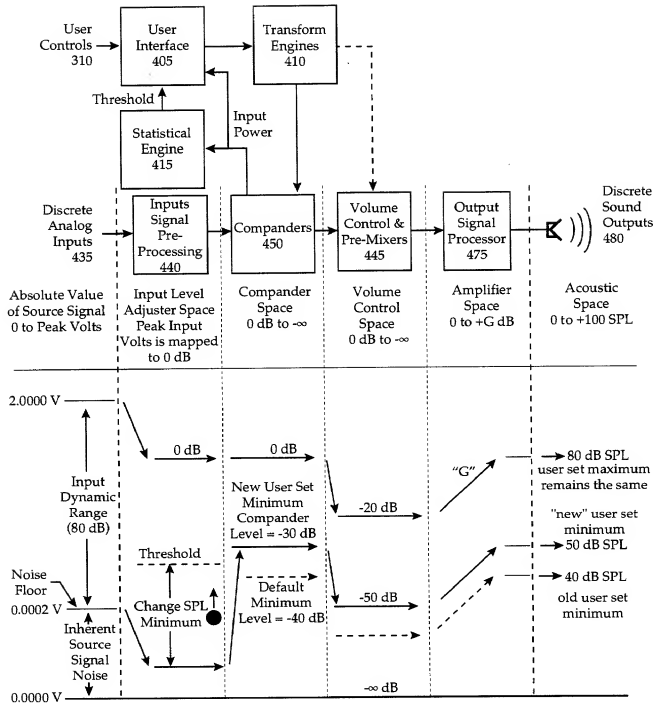 User
Controls
310
User
Interface
405
Transform
Engines
410
Threshold
Input
Power
Statistical
Engine
415
Discrete
Analog
Inputs
435
Inputs
Signal
Pre-
Processing
440
Companders
450
Volume
Control &
Pre-Mixers
445
Output
Signal
Processor
475
Discrete
Sound
Outputs
480
Absolute Value
of Source Signal
0 to Peak Volts
Input Level
Adjuster Space
Peak Input
Volts is mapped
to 0 dB
Compander
Space
0 dB to -∞
Volume
Control
Space
0 dB to -∞
Amplifier
Space
0 to +G dB
Acoustic
Space
0 to +100 SPL
2.0000 V
0 dB
0 dB
"G"
80 dB SPL
user set maximum
remains the same
Input
Dynamic
Range
(80 dB)
New User Set
Minimum
Compander
Level = -30 dB
-20 dB
"new" user set
minimum
50 dB SPL
Threshold
Noise
Floor
0.0002 V
Change SPL
Minimum
Default
Minimum
Level = -40 dB
-50 dB
40 dB SPL
old user set
minimum
Inherent
Source
Signal
Noise
0.0000 V
-∞ dB